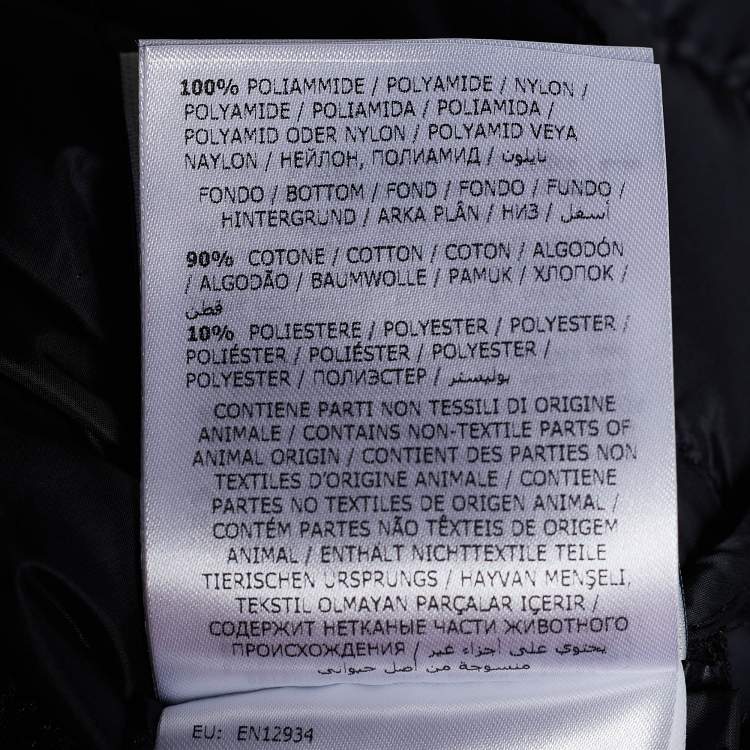 100% POLIAMMIDE / POLYAMIDE / NYLON /
POLYAMIDE / POLIAMIDA / POLIAMIDA /
POLYAMID ODER NYLON / POLYAMID VEYA
NAYLON / НЕЙЛОН, ПОЛИАМИД / نايلون
FONDO / BOTTOM / FOND / FONDO / FUNDO /
HINTERGRUND / ARKA PLÂN / НИЗ / أسفل
90% COTONE / COTTON / COTON / ALGODÓN
/ ALGODÃO / BAUMWOLLE / PAMUK / ХЛОПОК /
قطن
10% POLIESTERE / POLYESTER / POLYESTER /
POLIÉSTER / POLIÉSTER / POLYESTER /
POLYESTER / ПОЛИЭСТЕР / بوليستر
CONTIENE PARTI NON TESSILI DI ORIGINE
ANIMALE / CONTAINS NON-TEXTILE PARTS OF
ANIMAL ORIGIN / CONTIENT DES PARTIES NON
TEXTILES D'ORIGINE ANIMALE / CONTIENE
PARTES NO TEXTILES DE ORIGEN ANIMAL /
CONTÉM PARTES NÃO TÊXTEIS DE ORIGEM
ANIMAL / ENTHÄLT NICHTTEXTILE TEILE
TIERISCHEN URSPRUNGS / HAYVAN MENŞELİ,
TEKSTIL OLMAYAN PARÇALAR IÇERIR /
СОДЕРЖИТ НЕТКАНЫЕ ЧАСТИ ЖИВОТНОГО
ПРОИСХОЖДЕНИЯ / يحتوي على أجزاء غير
منسوجة من أصل حيواني
EU: EN12934